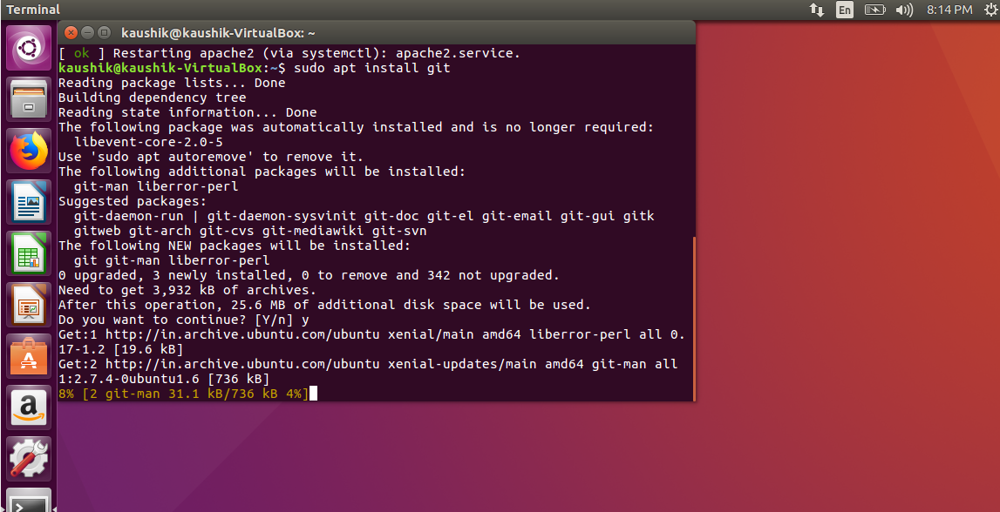 Terminal
En
8:14 PM
kaushik@kaushik-VirtualBox: ~
[ ok ] Restarting apache2 (via systemctl): apache2.service.
kaushik@kaushik-VirtualBox:~$ sudo apt install git
Reading package lists... Done
Building dependency tree
Reading state information... Done
The following package was automatically installed and is no longer required:
  libevent-core-2.0-5
Use 'sudo apt autoremove' to remove it.
The following additional packages will be installed:
  git-man liberror-perl
Suggested packages:
  git-daemon-run | git-daemon-sysvinit git-doc git-el git-email git-gui gitk
  gitweb git-arch git-cvs git-mediawiki git-svn
The following NEW packages will be installed:
  git git-man liberror-perl
0 upgraded, 3 newly installed, 0 to remove and 342 not upgraded.
Need to get 3,932 kB of archives.
After this operation, 25.6 MB of additional disk space will be used.
Do you want to continue? [Y/n] y
Get:1 http://in.archive.ubuntu.com/ubuntu xenial/main amd64 liberror-perl all 0.
17-1.2 [19.6 kB]
Get:2 http://in.archive.ubuntu.com/ubuntu xenial-updates/main amd64 git-man all
1:2.7.4-0ubuntu1.6 [736 kB]
8% [2 git-man 31.1 kB/736 kB 4%]